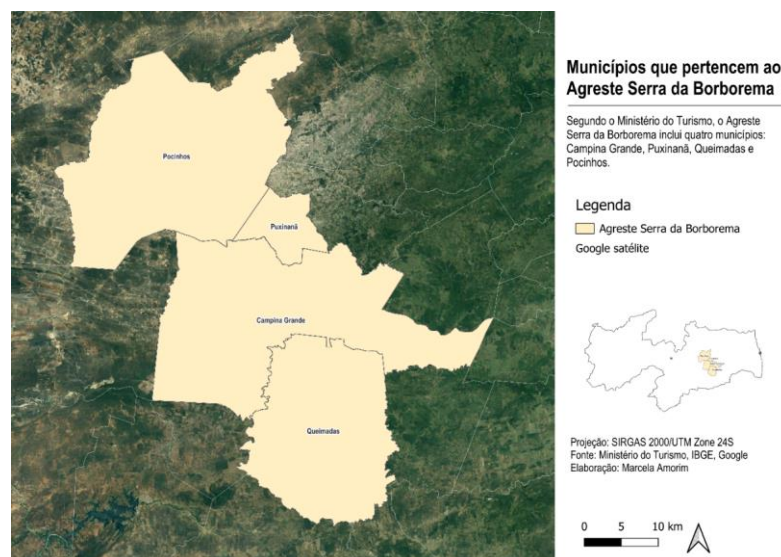 Pocinhos
Puxinanã
Campina Grande
Queimadas
Municípios que pertencem ao
Agreste Serra da Borborema
Segundo o Ministério do Turismo, o Agreste
Serra da Borborema inclui quatro municípios:
Campina Grande, Puxinanã, Queimadas e
Pocinhos.
Legenda
Agreste Serra da Borborema
Google satélite
Projeção: SIRGAS 2000/UTM Zone 24S
Fonte: Ministério do Turismo, IBGE, Google
Elaboração: Marcela Amorim
0 5 10 km